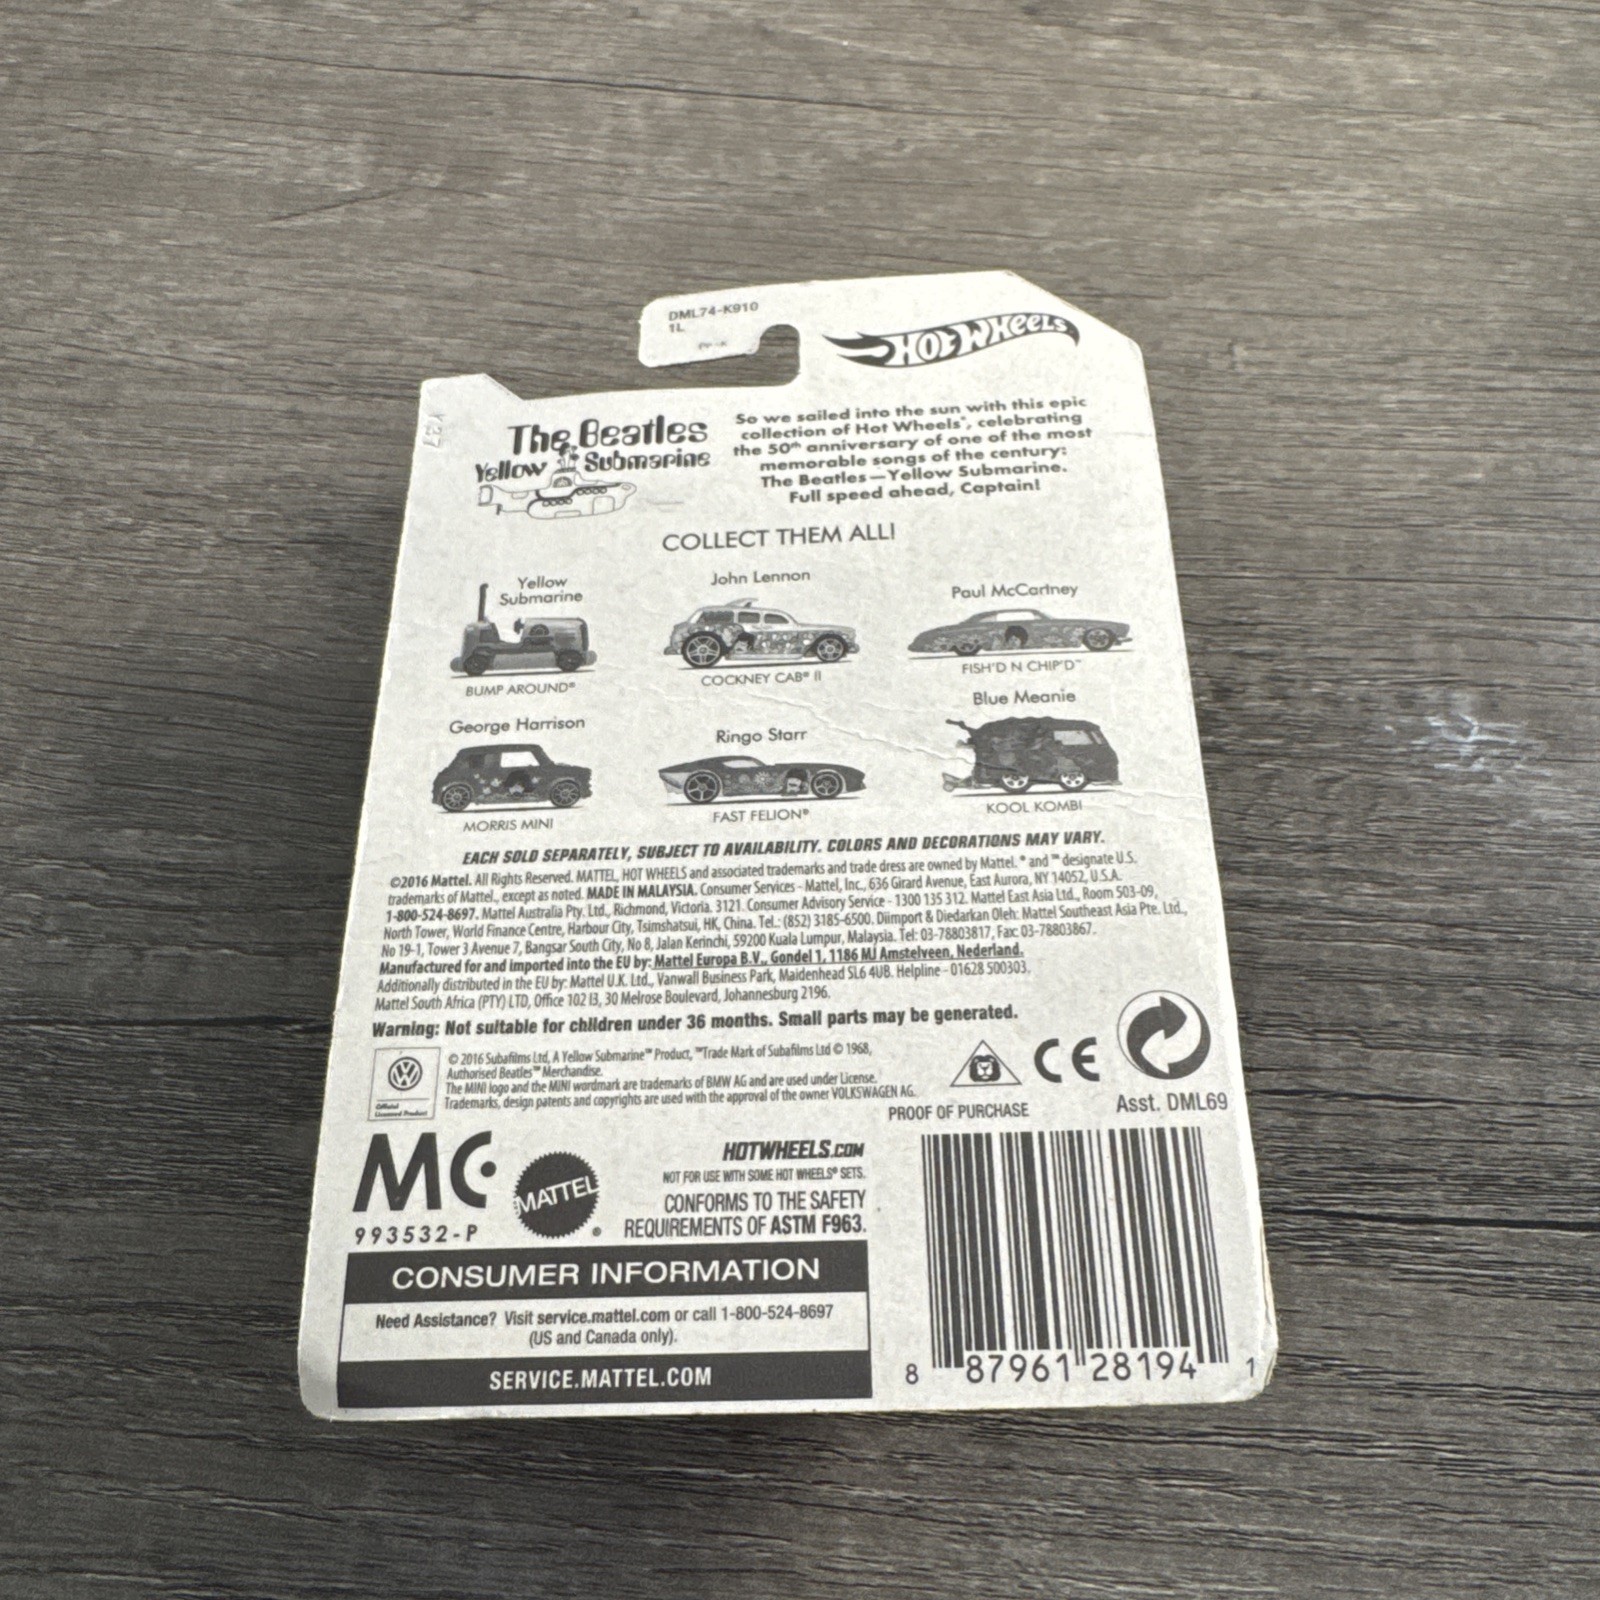 DML74-K910
1L
HOT WHEELS
K37
The Beatles
Yellow Submarine
So we sailed into the sun with this epic
collection of Hot Wheels®, celebrating
the 50th anniversary of one of the most
memorable songs of the century:
The Beatles—Yellow Submarine.
Full speed ahead, Captain!
COLLECT THEM ALL!
Yellow
Submarine
BUMP AROUND®
John Lennon
COCKNEY CAB® II
Paul McCartney
FISH'D N CHIP'D™
George Harrison
MORRIS MINI
Ringo Starr
FAST FELION®
Blue Meanie
KOOL KOMBI
EACH SOLD SEPARATELY, SUBJECT TO AVAILABILITY. COLORS AND DECORATIONS MAY VARY.
©2016 Mattel. All Rights Reserved. MATTEL, HOT WHEELS and associated trademarks and trade dress are owned by Mattel. ® and ™ designate U.S.
trademarks of Mattel., except as noted. MADE IN MALAYSIA. Consumer Services - Mattel, Inc., 636 Girard Avenue, East Aurora, NY 14052, U.S.A.
1-800-524-8697. Mattel Australia Pty. Ltd., Richmond, Victoria. 3121. Consumer Advisory Service - 1300 135 312. Mattel East Asia Ltd., Room 503-09,
North Tower, World Finance Centre, Harbour City, Tsimshatsui, HK, China. Tel.: (852) 3185-6500. Diimport & Diedarkan Oleh: Mattel Southeast Asia Pte. Ltd.,
No 19-1, Tower 3 Avenue 7, Bangsar South City, No 8, Jalan Kerinchi, 59200 Kuala Lumpur, Malaysia. Tel: 03-78803817, Fax: 03-78803867.
Manufactured for and imported into the EU by: Mattel Europa B.V., Gondel 1, 1186 MJ Amstelveen, Nederland.
Additionally distributed in the EU by: Mattel U.K. Ltd., Vanwall Business Park, Maidenhead SL6 4UB. Helpline - 01628 500303.
Mattel South Africa (PTY) LTD, Office 102 I3, 30 Melrose Boulevard, Johannesburg 2196.
Warning: Not suitable for children under 36 months. Small parts may be generated.
Official
Licensed Product
© 2016 Subafilms Ltd, A Yellow Submarine™ Product, ™Trade Mark of Subafilms Ltd © 1968,
Authorised Beatles™ Merchandise.
The MINI logo and the MINI wordmark are trademarks of BMW AG and are used under License.
Trademarks, design patents and copyrights are used with the approval of the owner VOLKSWAGEN AG.
CE
PROOF OF PURCHASE
Asst. DML69
MC
993532-P
MATTEL®
HOTWHEELS.COM
NOT FOR USE WITH SOME HOT WHEELS® SETS.
CONFORMS TO THE SAFETY
REQUIREMENTS OF ASTM F963.
CONSUMER INFORMATION
Need Assistance? Visit service.mattel.com or call 1-800-524-8697
(US and Canada only).
SERVICE.MATTEL.COM
8 87961 28194 1